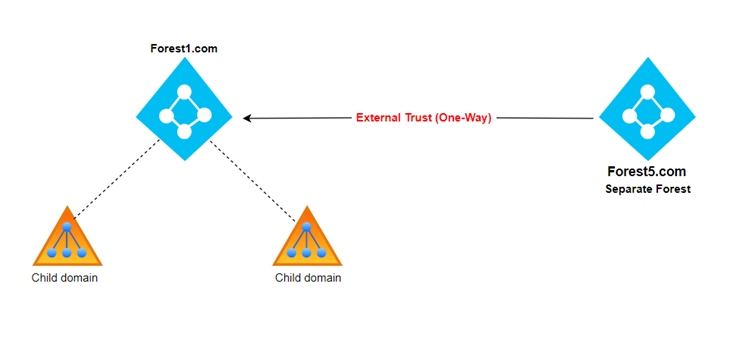 Forest1.com
External Trust (One-Way)
Forest5.com
Separate Forest
Child domain
Child domain